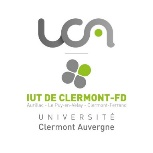 UCA
IUT DE CLERMONT-FD
Aurillac - Le Puy-en-Velay - Clermont-Ferrand
UNIVERSITÉ
Clermont Auvergne